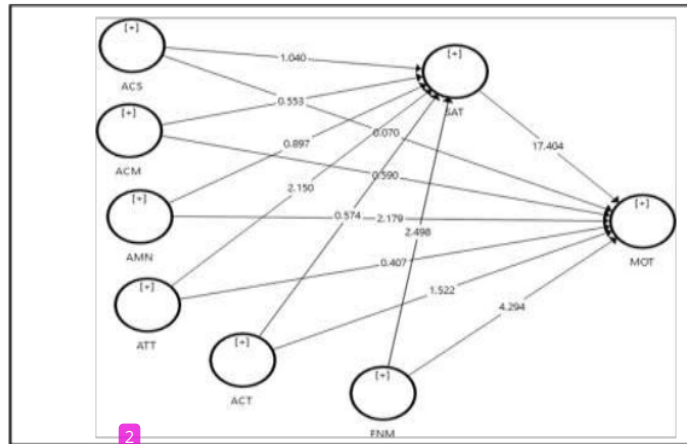 [+]
ACS
[+]
SAT
1.040
0.553
[+]
ACM
0.897
0.070
17.404
2.150
0.590
[+]
AMN
0.574
2.179
2.498
[+]
MOT
[+]
ATT
0.407
1.522
4.294
[+]
ACT
[+]
ENM
2